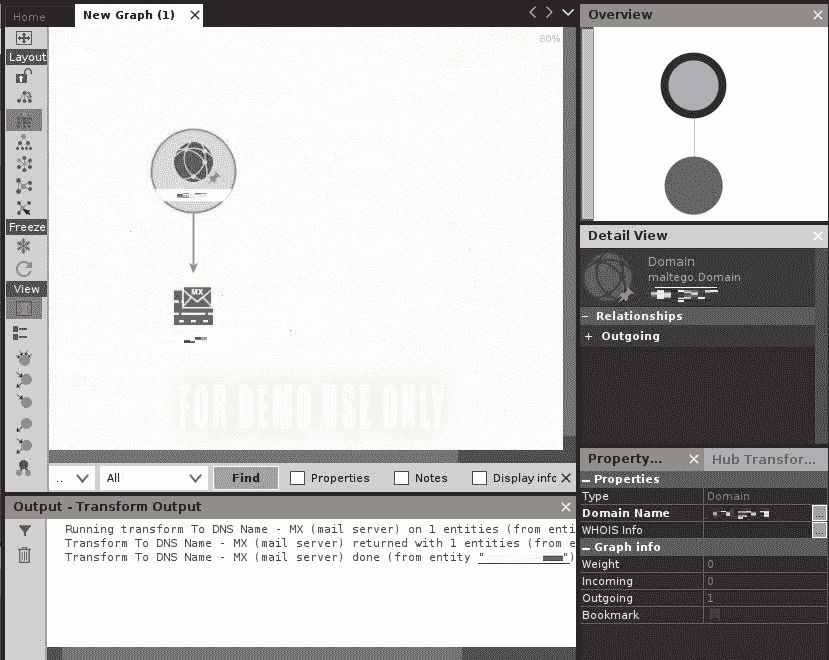 Home
New Graph (1)
80%
Layout
Freeze
View
MX
FOR DEMO USE ONLY
..
All
Find
Properties
Notes
Display info
Output - Transform Output
Running transform To DNS Name - MX (mail server) on 1 entities (from enti
Transform To DNS Name - MX (mail server) returned with 1 entities (from e
Transform To DNS Name - MX (mail server) done (from entity " ")
Overview
Detail View
Domain
maltego.Domain
– Relationships
+ Outgoing
Property...
Hub Transfor...
– Properties
Type Domain
Domain Name ...
WHOIS Info ...
– Graph info
Weight 0
Incoming 0
Outgoing 1
Bookmark